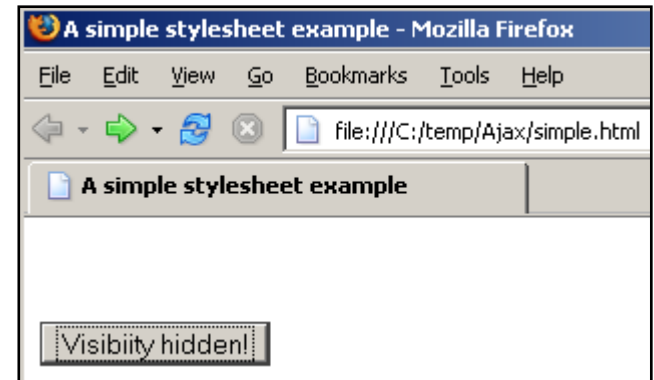 A simple stylesheet example - Mozilla Firefox
File Edit View Go Bookmarks Tools Help
file:///C:/temp/Ajax/simple.html
A simple stylesheet example
Visibiity hidden!